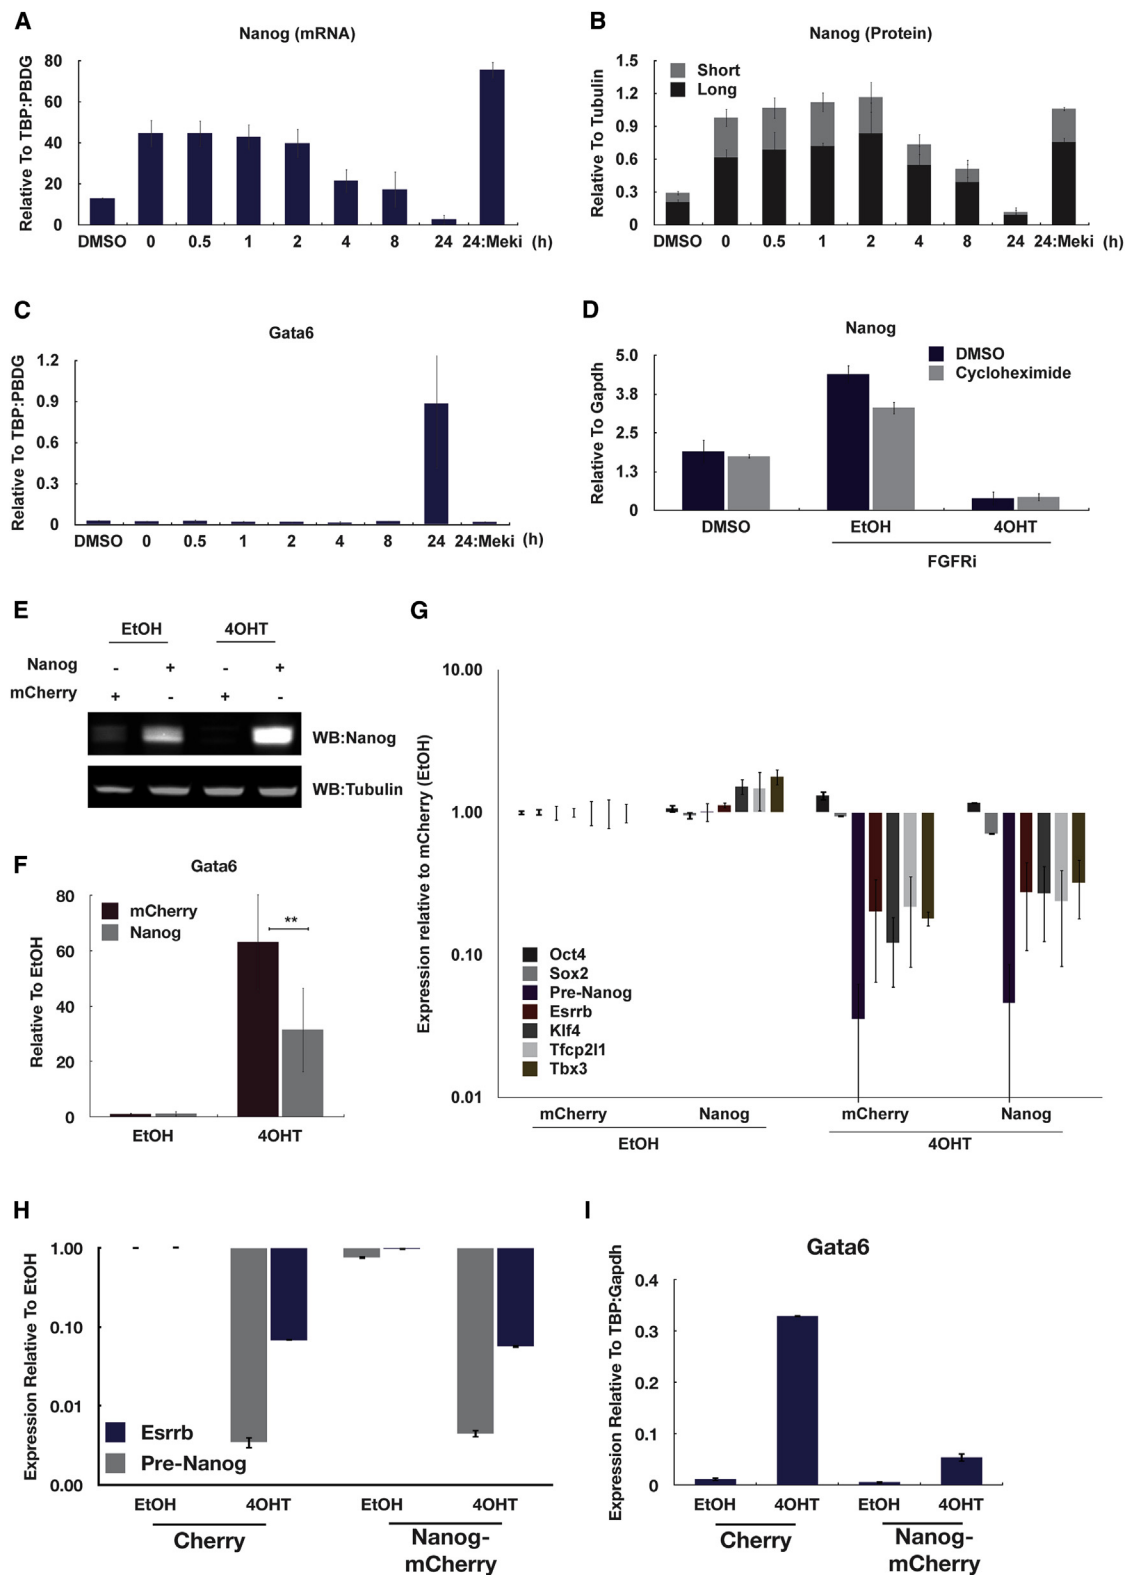 A
Nanog (mRNA)
Relative To TBP:PBDG
80
60
40
20
0
DMSO 0 0.5 1 2 4 8 24 24:Meki (h)
B
Nanog (Protein)
Relative To Tubulin
1.5
1.2
0.9
0.6
0.3
0
Short
Long
DMSO 0 0.5 1 2 4 8 24 24:Meki (h)
C
Gata6
Relative To TBP:PBDG
1.2
0.9
0.6
0.3
0
DMSO 0 0.5 1 2 4 8 24 24:Meki (h)
D
Nanog
Relative To Gapdh
5.0
3.8
2.5
1.3
0
DMSO
Cycloheximide
DMSO EtOH 4OHT
FGFRi
E
EtOH 4OHT
Nanog - + - +
mCherry + - + -
WB:Nanog
WB:Tubulin
F
Gata6
Relative To EtOH
80
60
40
20
0
mCherry
Nanog
**
EtOH 4OHT
G
Expression relative to mCherry (EtOH)
10.00
1.00
0.10
0.01
Oct4
Sox2
Pre-Nanog
Esrrb
Klf4
Tfcp2l1
Tbx3
mCherry Nanog mCherry Nanog
EtOH 4OHT
H
Expression Relative To EtOH
1.00
0.10
0.01
0.00
Esrrb
Pre-Nanog
EtOH 4OHT EtOH 4OHT
Cherry Nanog-
mCherry
I
Gata6
Expression Relative To TBP:Gapdh
0.4
0.3
0.2
0.1
0
EtOH 4OHT EtOH 4OHT
Cherry Nanog-
mCherry